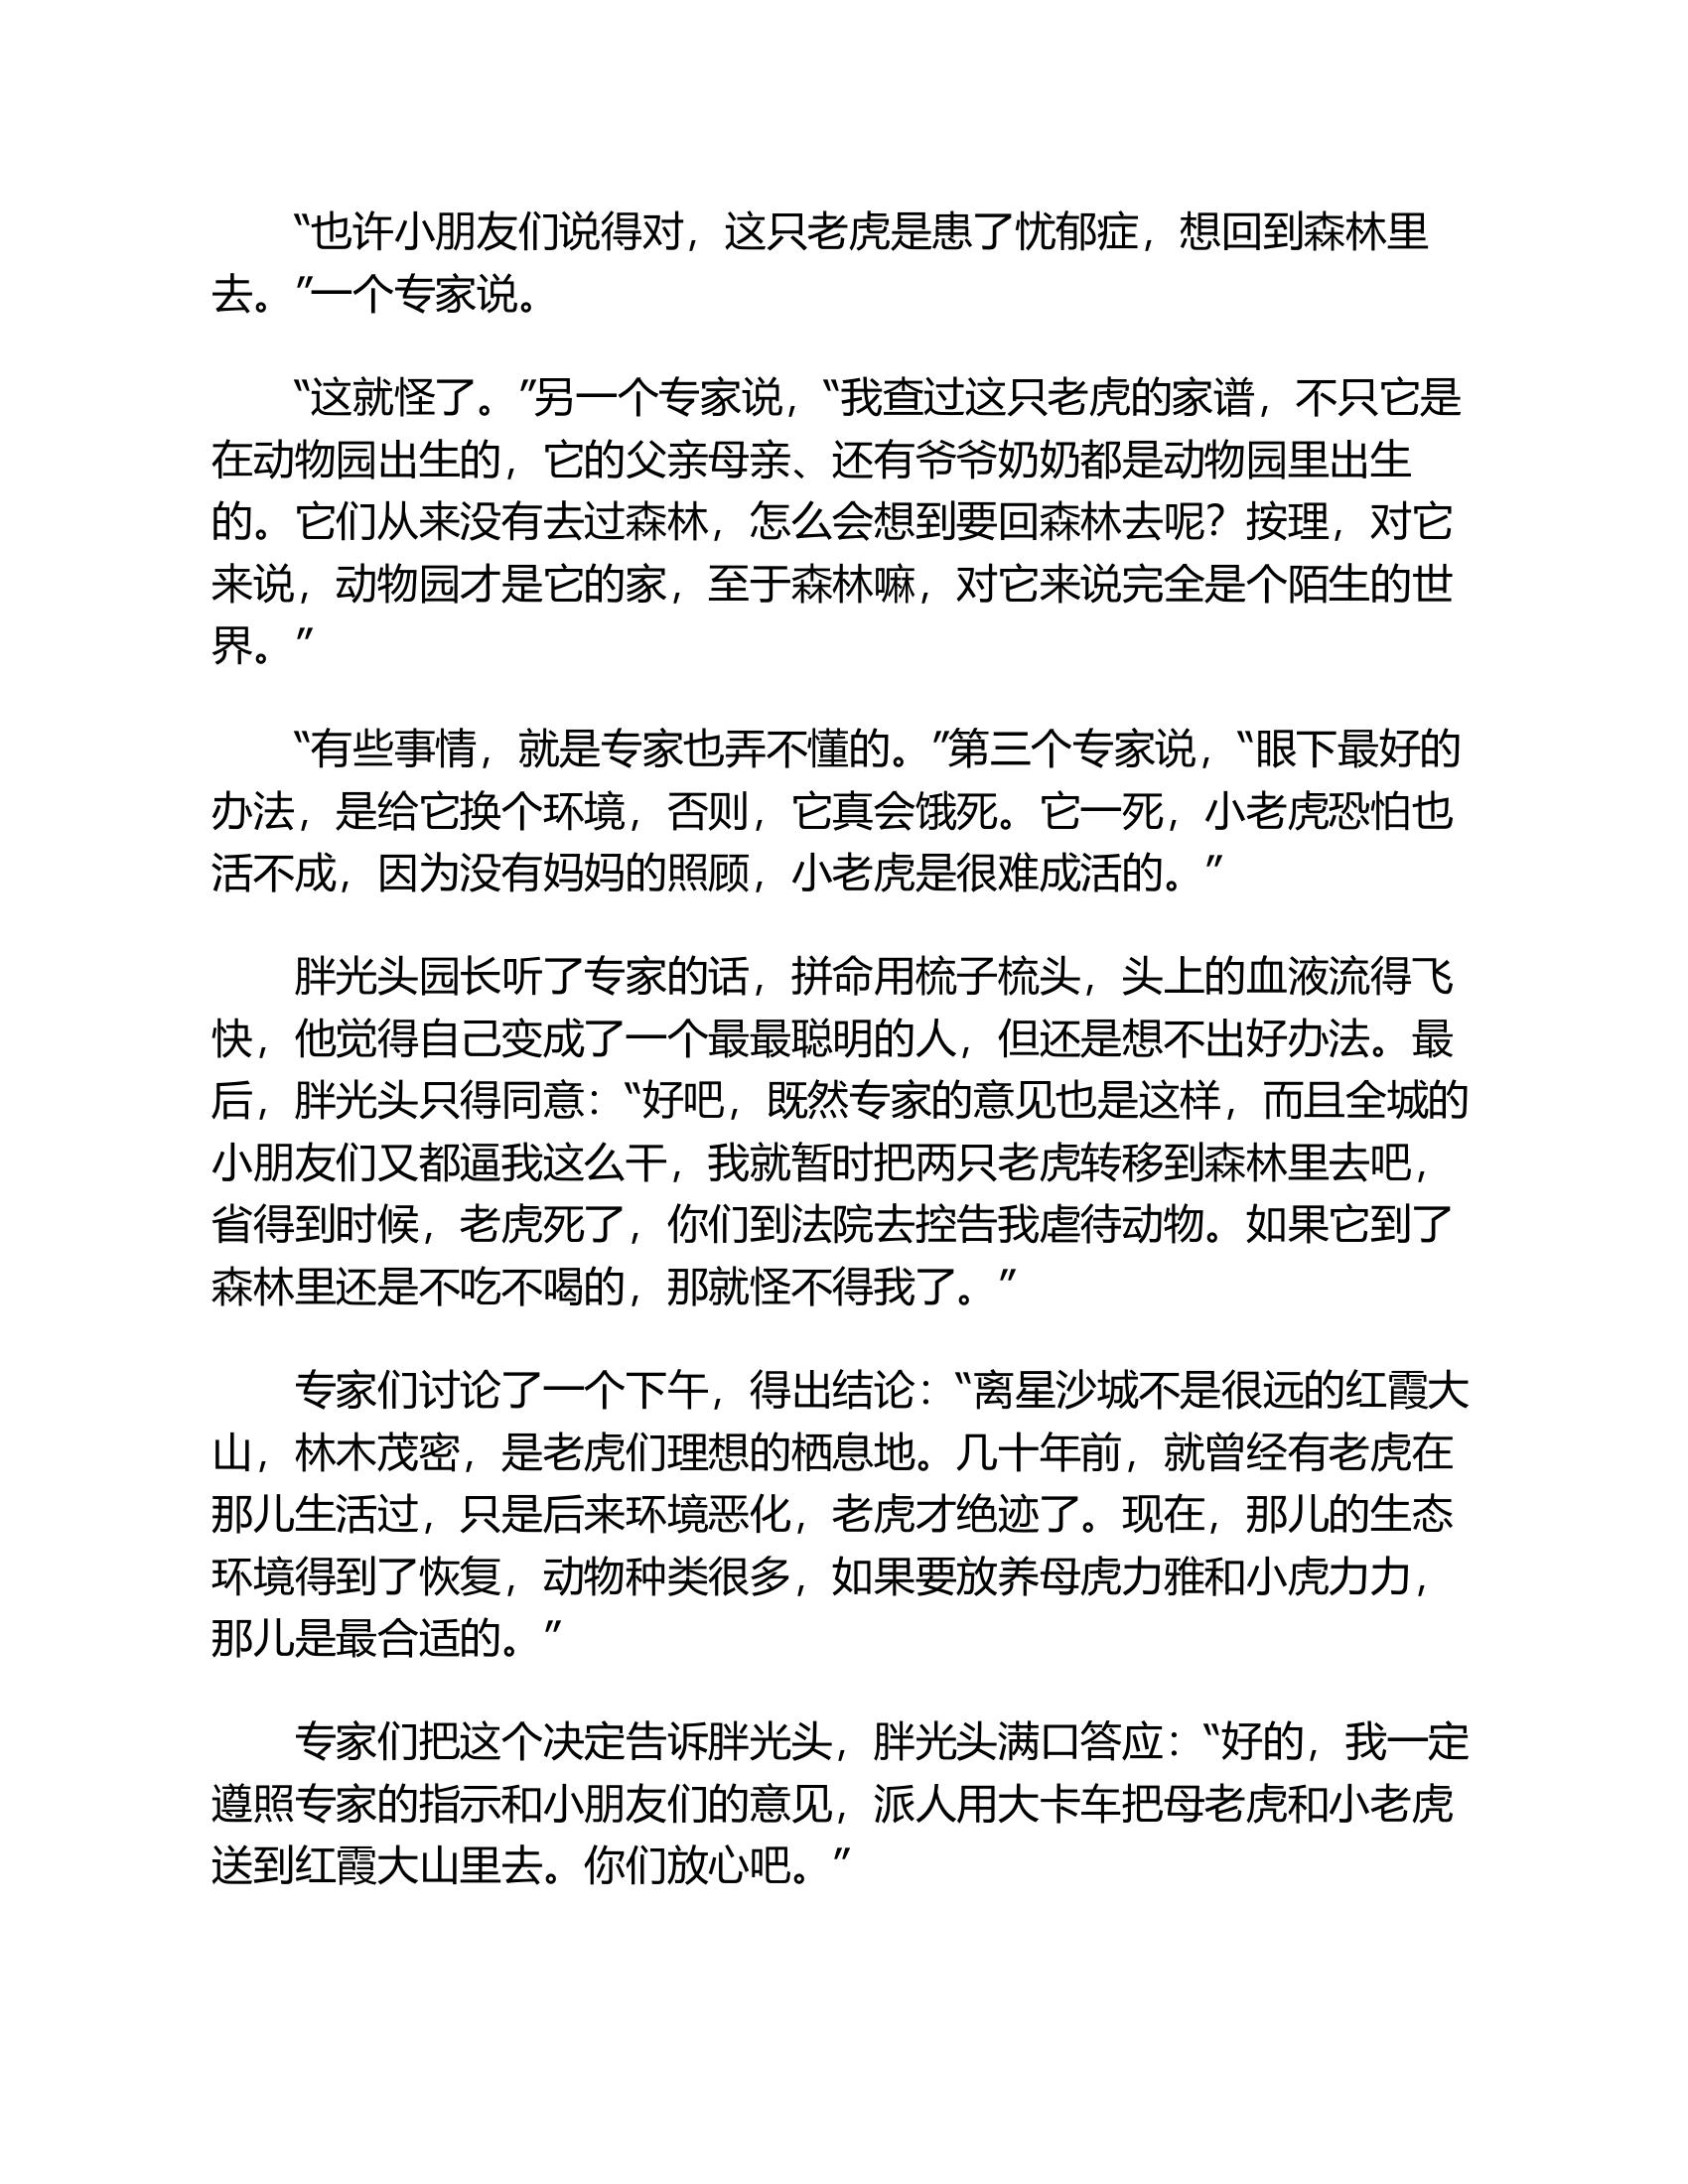 “也许小朋友们说得对，这只老虎是患了忧郁症，想回到森林里
去。”一个专家说。
“这就怪了。”另一个专家说，“我查过这只老虎的家谱，不只它是
在动物园出生的，它的父亲母亲、还有爷爷奶奶都是动物园里出生
的。它们从来没有去过森林，怎么会想到要回森林去呢？按理，对它
来说，动物园才是它的家，至于森林嘛，对它来说完全是个陌生的世
界。”
“有些事情，就是专家也弄不懂的。”第三个专家说，“眼下最好的
办法，是给它换个环境，否则，它真会饿死。它一死，小老虎恐怕也
活不成，因为没有妈妈的照顾，小老虎是很难成活的。”
胖光头园长听了专家的话，拼命用梳子梳头，头上的血液流得飞
快，他觉得自己变成了一个最最聪明的人，但还是想不出好办法。最
后，胖光头只得同意：“好吧，既然专家的意见也是这样，而且全城的
小朋友们又都逼我这么干，我就暂时把两只老虎转移到森林里去吧，
省得到时候，老虎死了，你们到法院去控告我虐待动物。如果它到了
森林里还是不吃不喝的，那就怪不得我了。”
专家们讨论了一个下午，得出结论：“离星沙城不是很远的红霞大
山，林木茂密，是老虎们理想的栖息地。几十年前，就曾经有老虎在
那儿生活过，只是后来环境恶化，老虎才绝迹了。现在，那儿的生态
环境得到了恢复，动物种类很多，如果要放养母虎力雅和小虎力力，
那儿是最合适的。”
专家们把这个决定告诉胖光头，胖光头满口答应：“好的，我一定
遵照专家的指示和小朋友们的意见，派人用大卡车把母老虎和小老虎
送到红霞大山里去。你们放心吧。”